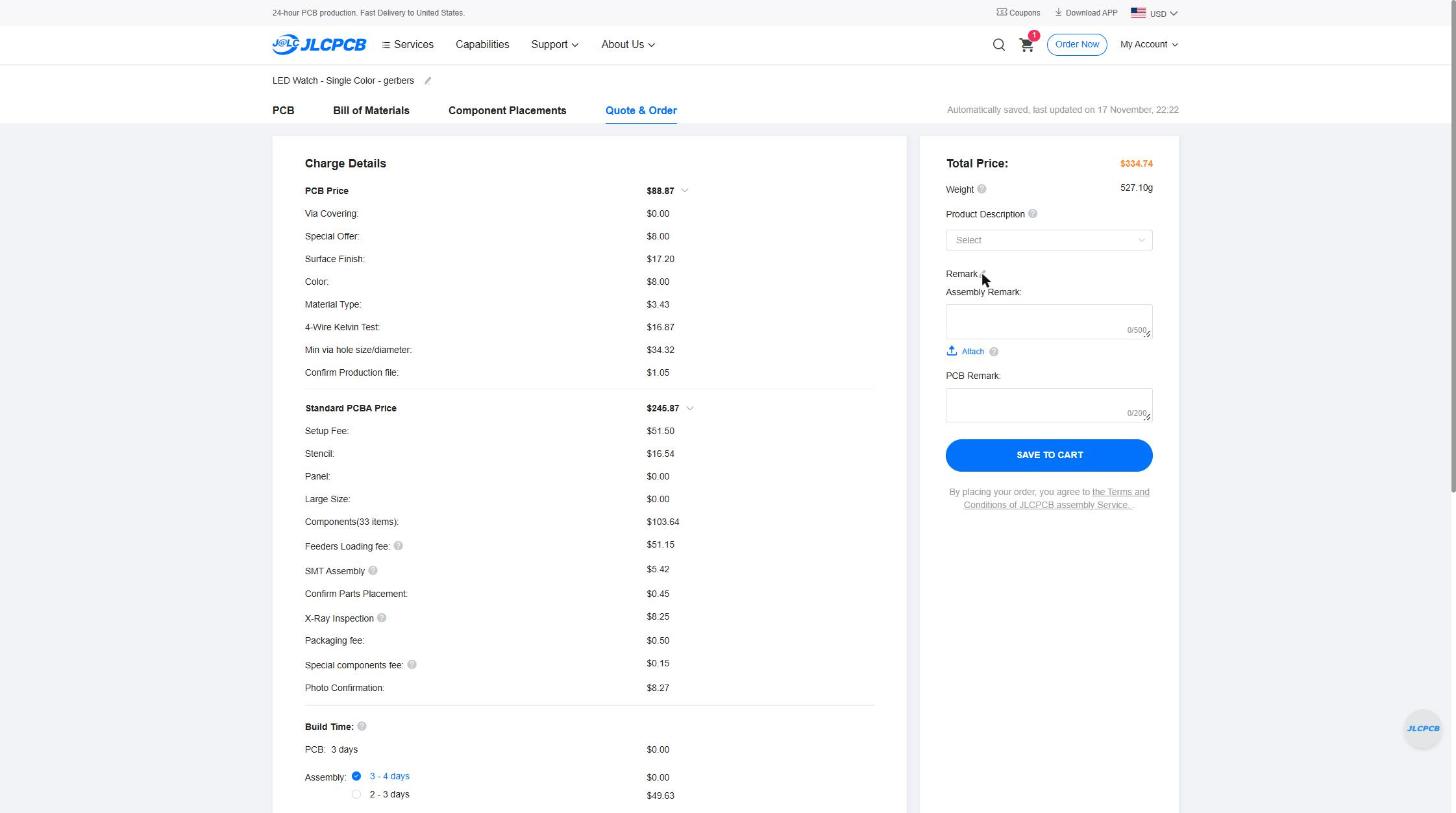 24-hour PCB production. Fast Delivery to United States.
Coupons Download APP USD
J@LC JLCPCB Services Capabilities Support About Us 1 Order Now My Account
LED Watch - Single Color - gerbers
PCB Bill of Materials Component Placements Quote & Order Automatically saved, last updated on 17 November, 22:22
Charge Details
PCB Price $88.87
Via Covering: $0.00
Special Offer: $8.00
Surface Finish: $17.20
Color: $8.00
Material Type: $3.43
4-Wire Kelvin Test: $16.87
Min via hole size/diameter: $34.32
Confirm Production file: $1.05
Standard PCBA Price $245.87
Setup Fee: $51.50
Stencil: $16.54
Panel: $0.00
Large Size: $0.00
Components(33 items): $103.64
Feeders Loading fee: ? $51.15
SMT Assembly ? $5.42
Confirm Parts Placement: $0.45
X-Ray Inspection ? $8.25
Packaging fee: $0.50
Special components fee: ? $0.15
Photo Confirmation: $8.27
Build Time: ?
PCB: 3 days $0.00
Assembly: 3 - 4 days $0.00
2 - 3 days $49.63
Total Price: $334.74
Weight ? 527.10g
Product Description ?
Select
Remark
Assembly Remark:
0/500
Attach ?
PCB Remark:
0/200
SAVE TO CART
By placing your order, you agree to the Terms and
Conditions of JLCPCB assembly Service. .
JLCPCB